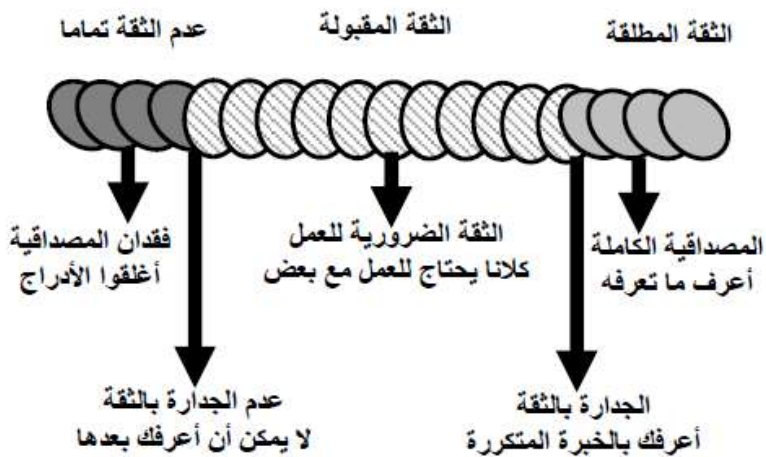 الثقة المطلقة
الثقة المقبولة
عدم الثقة تماما
المصداقية الكاملة
أعرف ما تعرفه
الثقة الضرورية للعمل
كلانا يحتاج للعمل مع بعض
فقدان المصداقية
أغلقوا الأدراج
الجدارة بالثقة
أعرفك بالخبرة المتكررة
عدم الجدارة بالثقة
لا يمكن أن أعرفك بعدها